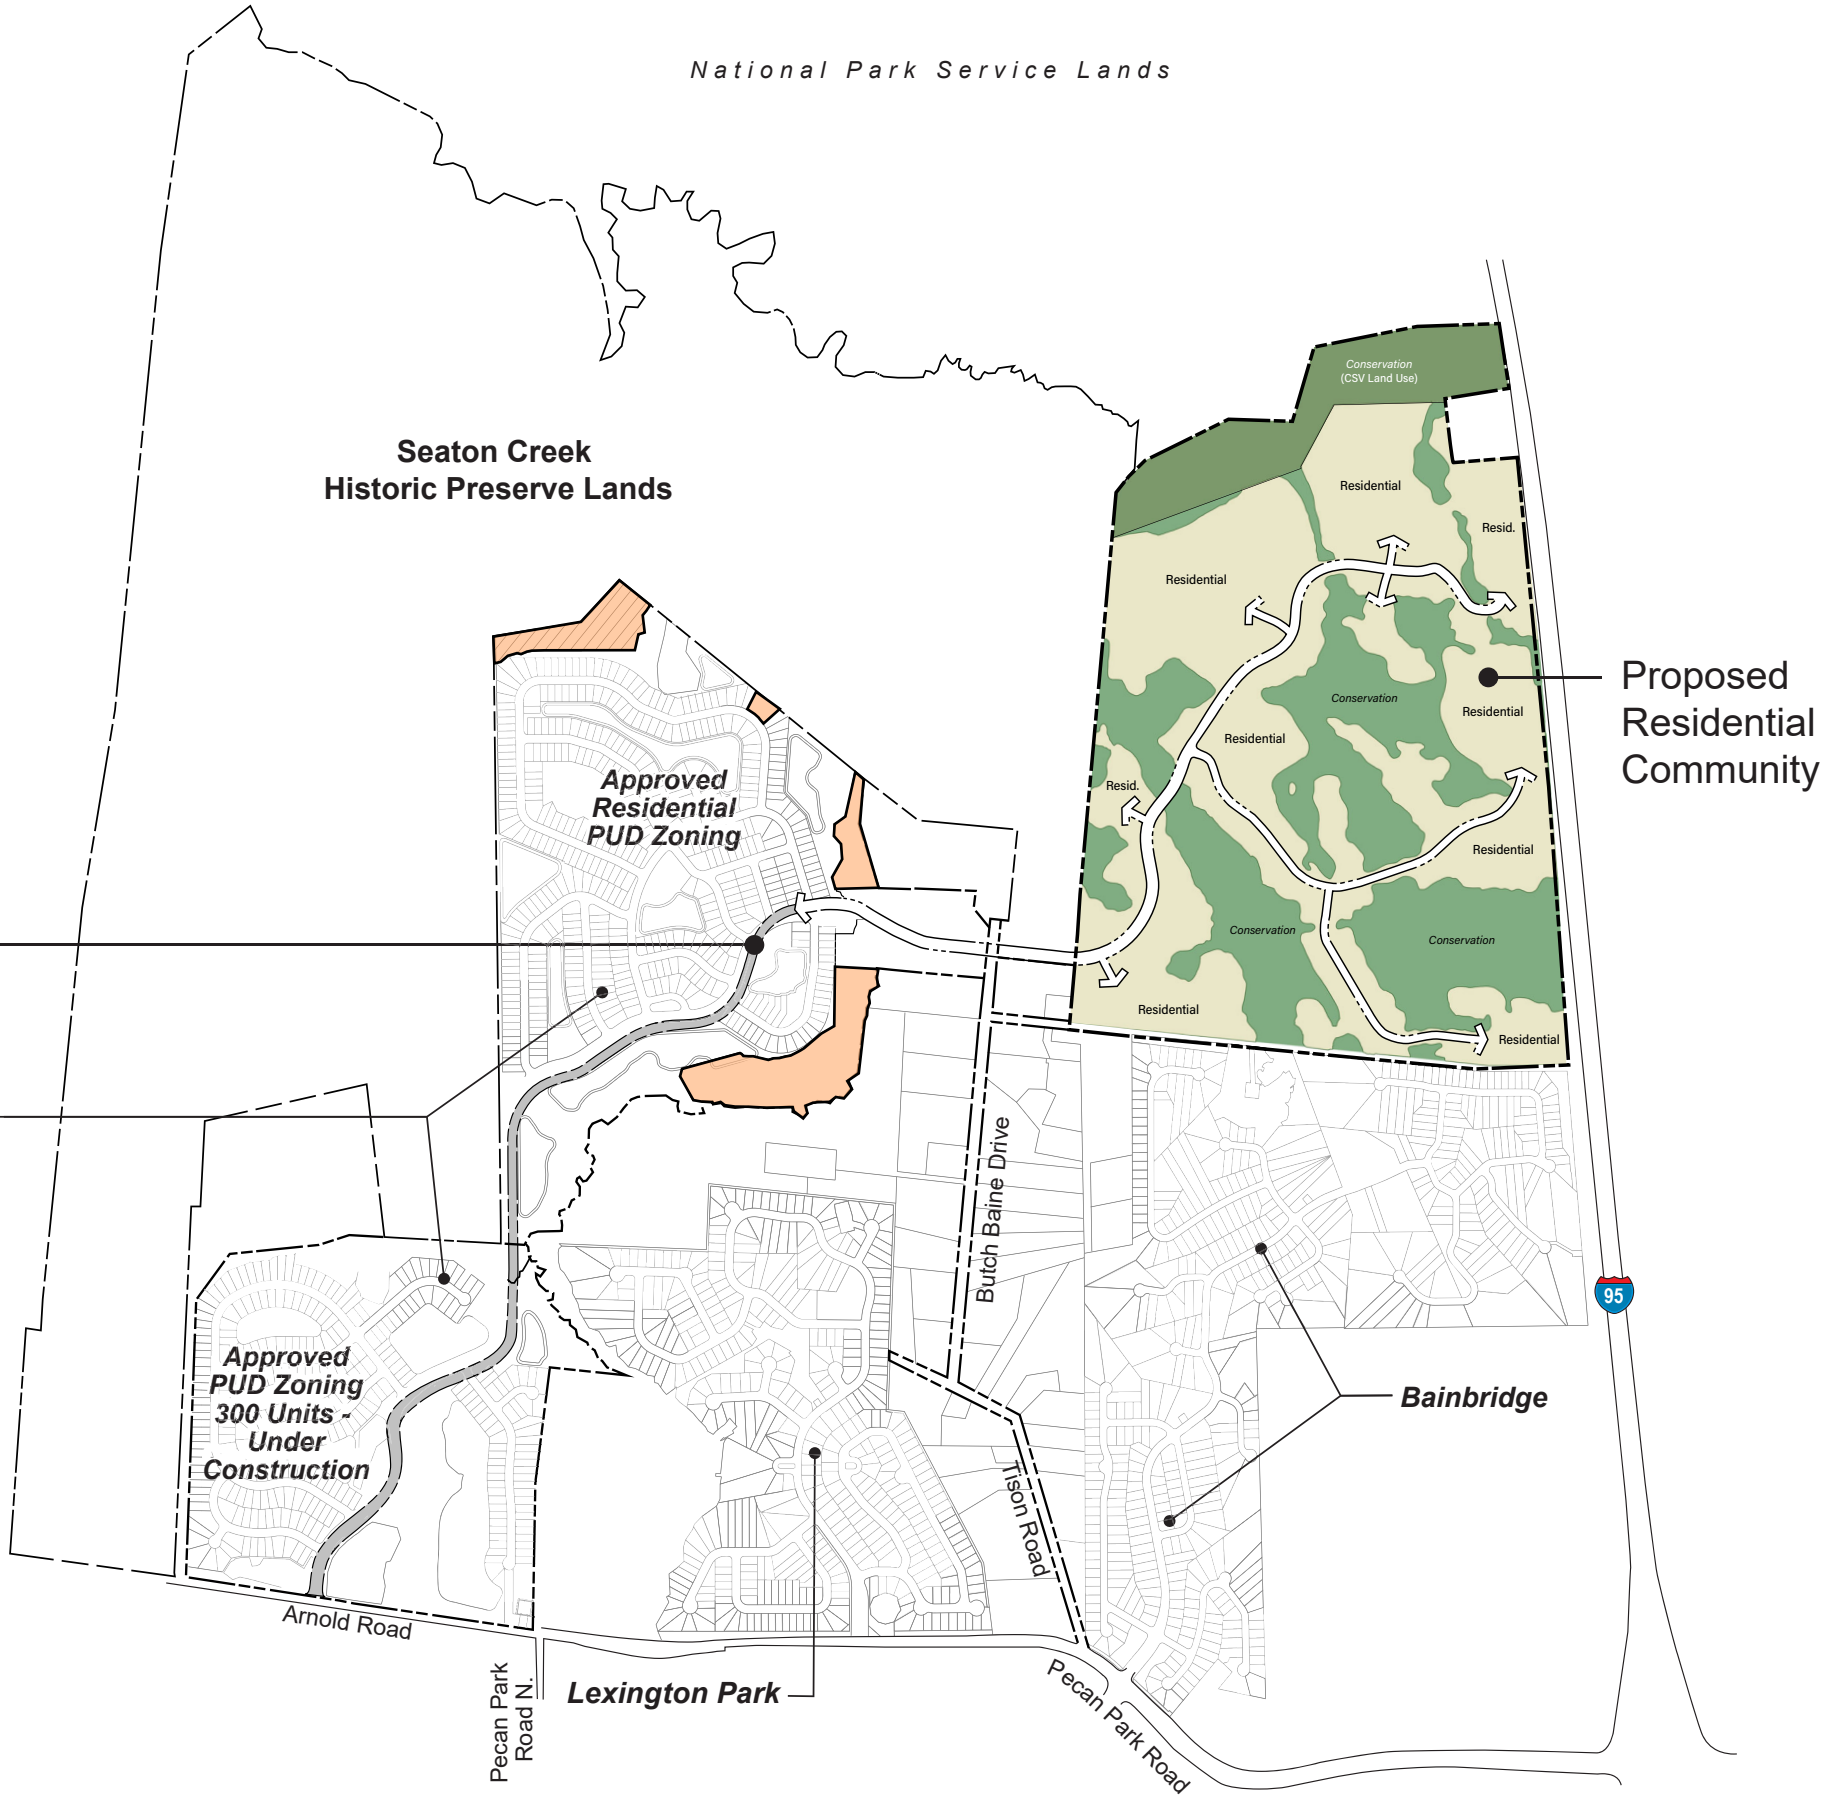 National Park Service Lands
Conservation
(CSV Land Use)
Seaton Creek
Historic Preserve Lands
Residential
Resid.
Residential
Proposed
Residential
Community
Conservation
Residential
Residential
Approved
Residential
PUD Zoning
Resid.
Residential
Conservation
Conservation
Residential
Residential
Butch Baine Drive
95
Approved
PUD Zoning
300 Units -
Under
Construction
Bainbridge
Tison Road
Arnold Road
Pecan Park
Road N.
Lexington Park
Pecan Park Road